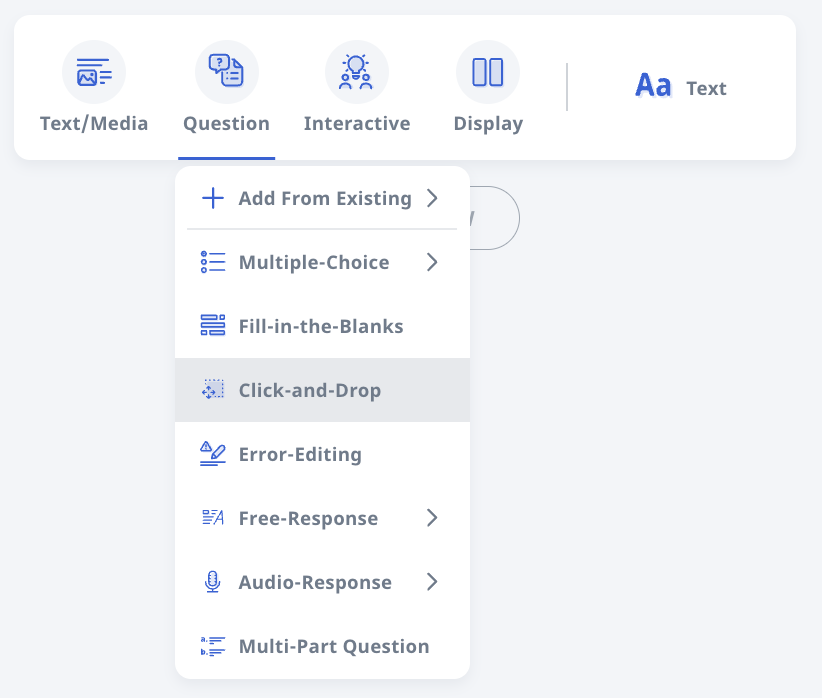 Text/Media
Question
Interactive
Display
Aa Text
Add From Existing
Multiple-Choice
Fill-in-the-Blanks
Click-and-Drop
Error-Editing
Free-Response
Audio-Response
Multi-Part Question